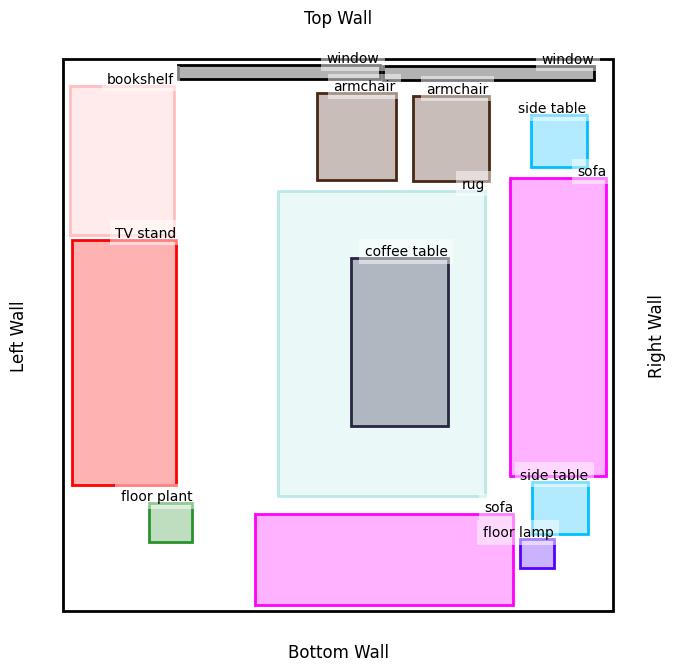 Top Wall
window
window
bookshelf
armchair
armchair
side table
sofa
rug
TV stand
coffee table
Left Wall
Right Wall
side table
floor plant
sofa
floor lamp
Bottom Wall